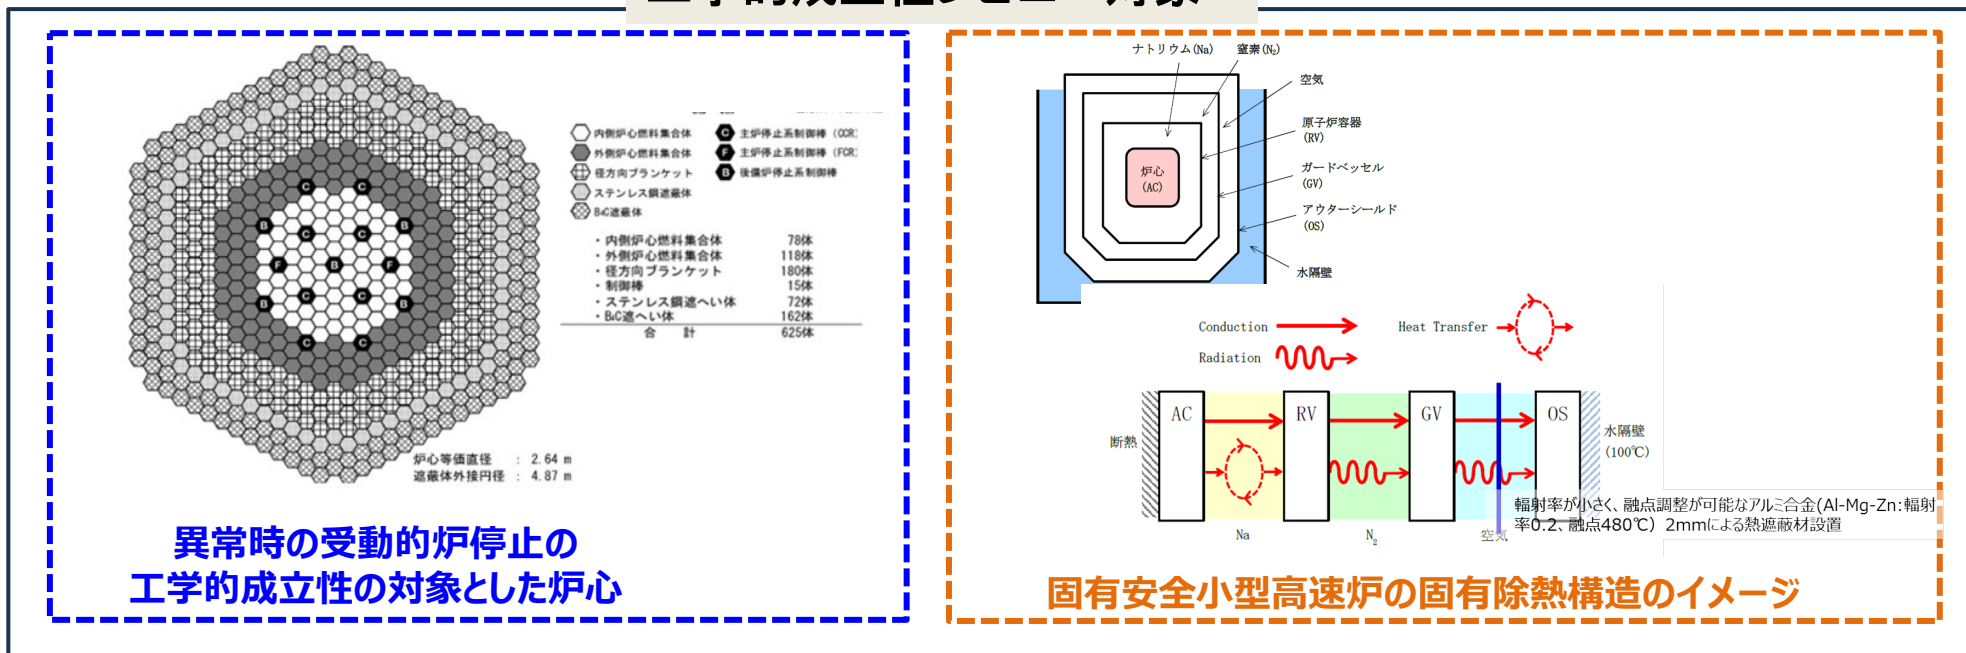 内側炉心燃料集合体
外側炉心燃料集合体
径方向ブランケット
ステンレス鋼遮蔽体
B₄C遮蔽体
C 主炉停止系制御棒 (CCR)
F 主炉停止系制御棒 (FCR)
B 後備炉停止系制御棒
・内側炉心燃料集合体 78体
・外側炉心燃料集合体 118体
・径方向ブランケット 180体
・制御棒 15体
・ステンレス鋼遮へい体 72体
・B₄C遮へい体 162体
合 計 625体
炉心等価直径 : 2.64 m
遮蔽体外接円径 : 4.87 m
異常時の受動的炉停止の
工学的成立性の対象とした炉心
ナトリウム(Na)
窒素(N₂)
空気
原子炉容器
(RV)
ガードベッセル
(GV)
アウターシールド
(OS)
水隔壁
炉心
(AC)
Conduction
Heat Transfer
Radiation
断熱
AC
RV
GV
OS
水隔壁
(100℃)
Na
N₂
空気
輻射率が小さく、融点調整が可能なアルミ合金(Al-Mg-Zn:輻射
率0.2、融点480℃) 2mmによる熱遮蔽材設置
固有安全小型高速炉の固有除熱構造のイメージ